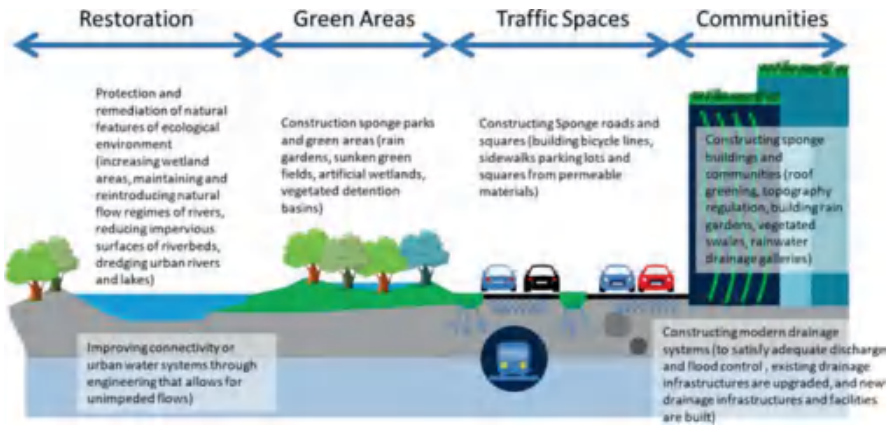 Restoration
Green Areas
Traffic Spaces
Communities
Protection and
remediation of natural
features of ecological
environment
(increasing wetland
areas, maintaining and
reintroducing natural
flow regimes of rivers,
reducing impervious
surfaces of riverbeds,
dredging urban rivers
and lakes)
Construction sponge parks
and green areas (rain
gardens, sunken green
fields, artificial wetlands,
vegetated detention
basins)
Constructing Sponge roads and
squares (building bicycle lines,
sidewalks parking lots and
squares from permeable
materials)
Constructing sponge
buildings and
communities (roof
greening, topography
regulation, building rain
gardens, vegetated
swales, rainwater
drainage galleries)
Improving connectivity or
urban water systems through
engineering that allows for
unimpeded flows)
Constructing modern drainage
systems (to satisfy adequate discharge
and flood control , existing drainage
infrastructures are upgraded, and new
drainage infrastructures and facilities
are built)